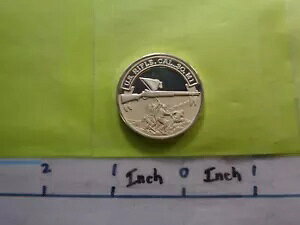 U.S. RIFLE, CAL. 30, M1
2 1 Inch 0 Inch 1